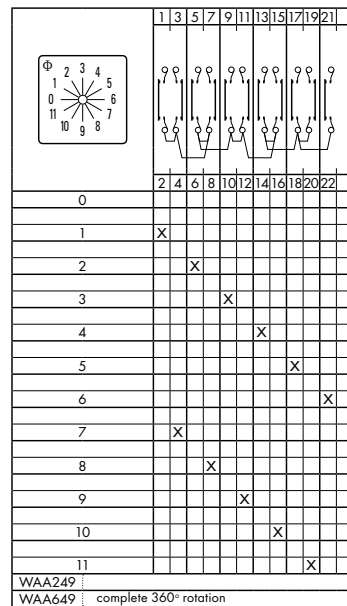 1 3 5 7 9 11 13 15 17 19 21
Φ
2 3 4
1 5
0 6
11 7
10 9 8
2 4 6 8 10 12 14 16 18 20 22
0
1 X
2 X
3 X
4 X
5 X
6 X
7 X
8 X
9 X
10 X
11 X
WAA249
WAA649 complete 360° rotation